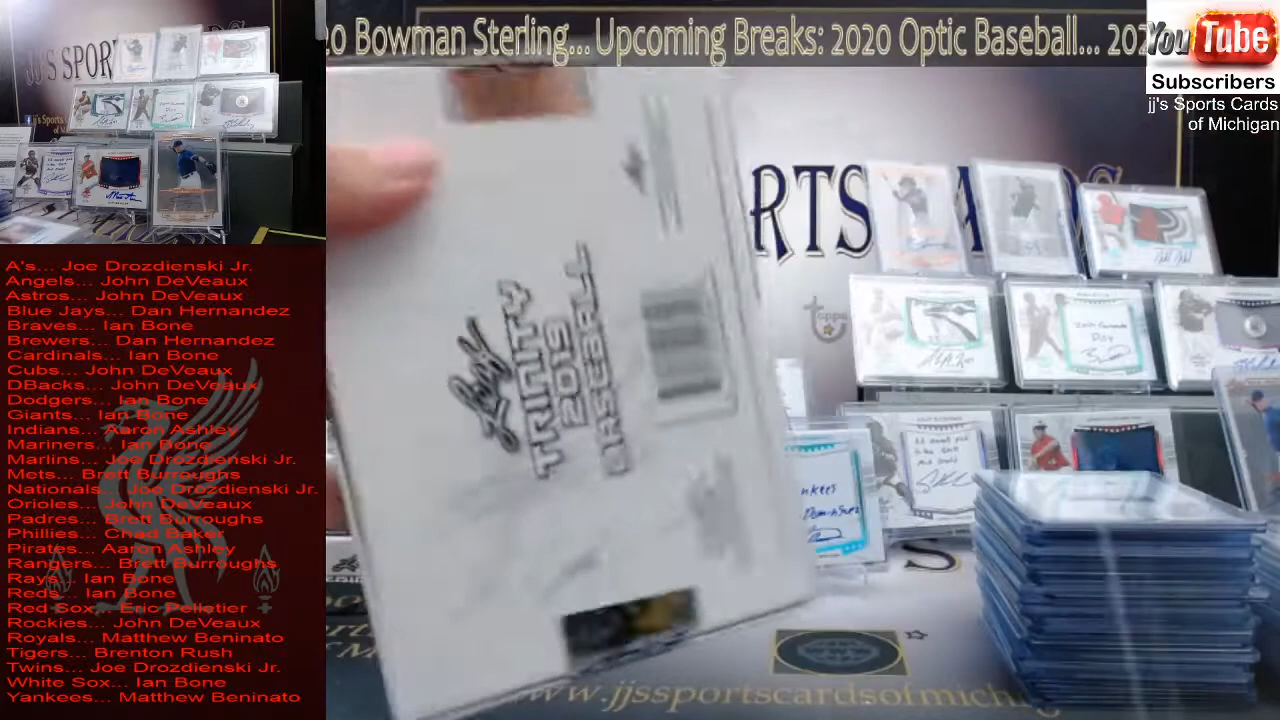 20 Bowman Sterling... Upcoming Breaks: 2020 Optic Baseball... 202
YouTube
Subscribers
jj's Sports Cards
of Michigan
JJ'S SPOR
RTS
A's... Joe Drozdienski Jr.
Angels... John DeVeaux
Astros... John DeVeaux
Blue Jays... Dan Hernandez
Braves... Ian Bone
Brewers... Dan Hernandez
Cardinals... Ian Bone
Cubs... John DeVeaux
DBacks... John DeVeaux
Dodgers... Ian Bone
Giants... Ian Bone
Indians... Aaron Ashley
Mariners... Ian Bone
Marlins... Joe Drozdienski Jr.
Mets... Brett Burroughs
Nationals... Joe Drozdienski Jr.
Orioles... John DeVeaux
Padres... Brett Burroughs
Phillies... Chad Baker
Pirates... Aaron Ashley
Rangers... Brett Burroughs
Rays... Ian Bone
Reds... Ian Bone
Red Sox... Eric Pelletier
Rockies... John DeVeaux
Royals... Matthew Beninato
Tigers... Brenton Rush
Twins... Joe Drozdienski Jr.
White Sox... Ian Bone
Yankees... Matthew Beninato
Leaf
TRINITY
2019
BASEBALL
topps
www.jjssportscardsofmichig